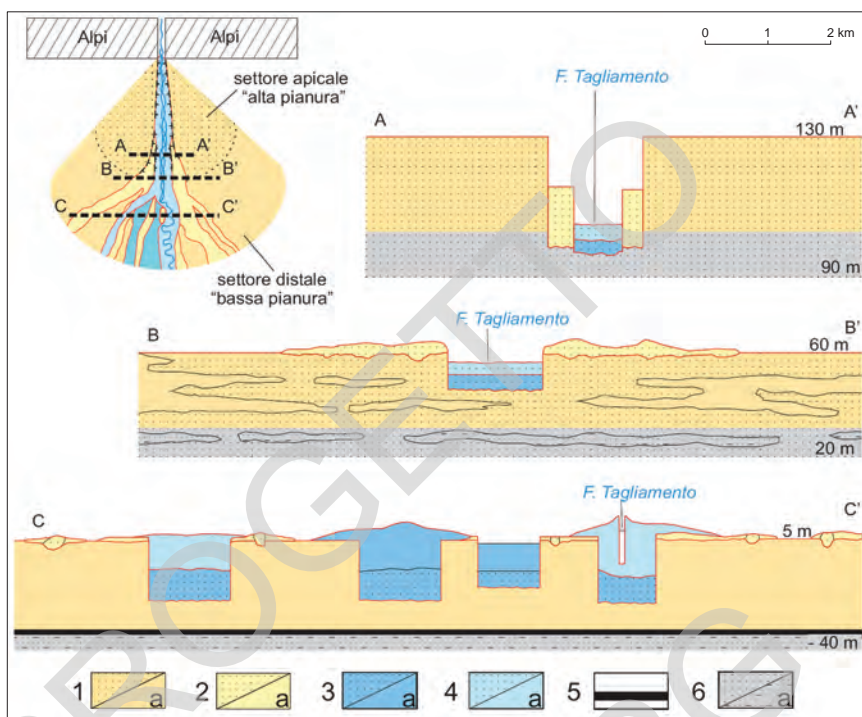 Alpi
Alpi
0 1 2 km
settore apicale
“alta pianura”
F. Tagliamento
A
A'
130 m
A
A'
B
B'
C
C'
90 m
settore distale
“bassa pianura”
B
F. Tagliamento
B'
60 m
20 m
C
F. Tagliamento
C'
5 m
- 40 m
1 a
2 a
3 a
4 a
5
6 a
ROGETTO
G